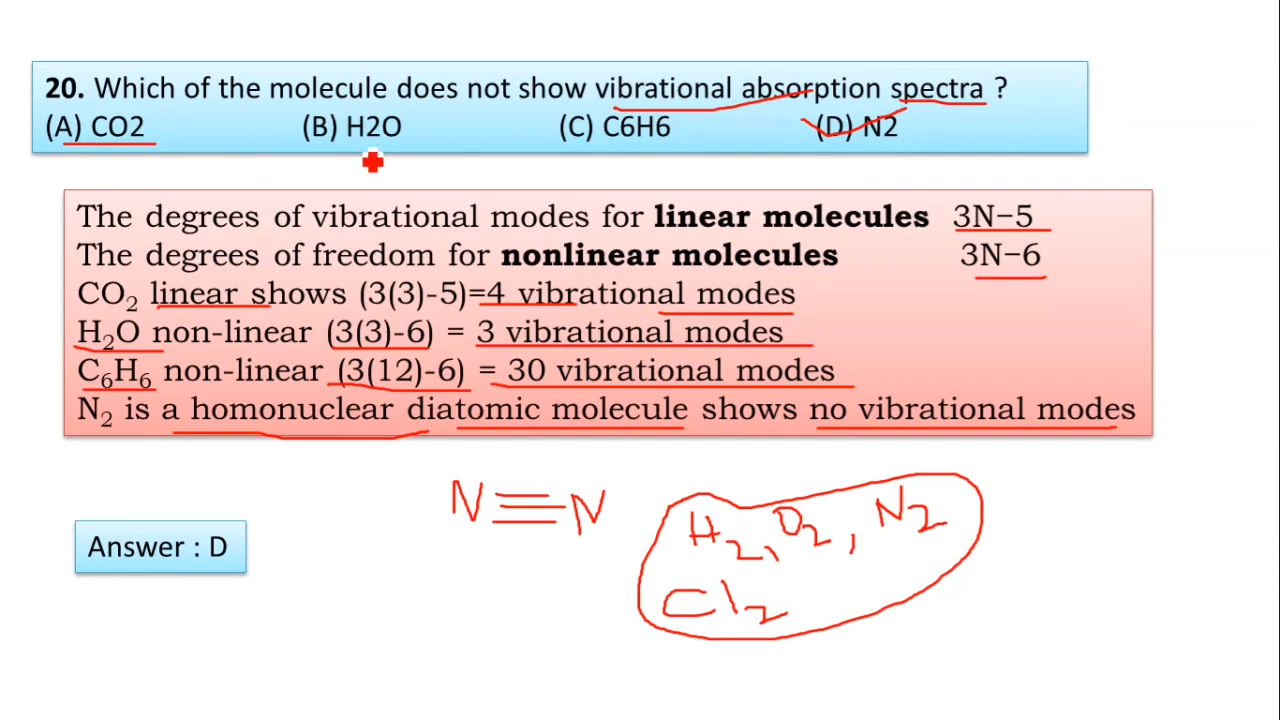 20. Which of the molecule does not show vibrational absorption spectra ?
(A) CO2 (B) H2O (C) C6H6 (D) N2
The degrees of vibrational modes for linear molecules 3N−5
The degrees of freedom for nonlinear molecules 3N−6
CO₂ linear shows (3(3)-5)=4 vibrational modes
H₂O non-linear (3(3)-6) = 3 vibrational modes
C₆H₆ non-linear (3(12)-6) = 30 vibrational modes
N₂ is a homonuclear diatomic molecule shows no vibrational modes
N≡N
H₂, O₂, N₂
Cl₂
Answer : D